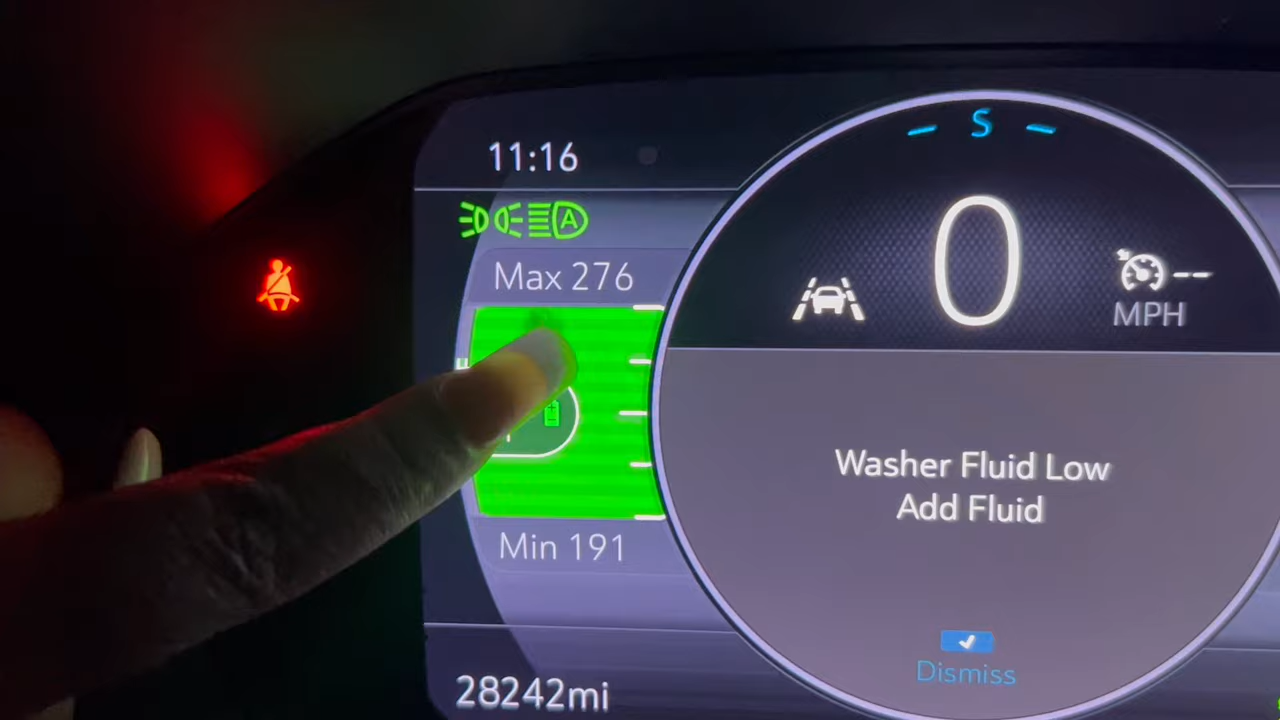 11:16
S
A
Max 276
0
MPH
Washer Fluid Low
Add Fluid
Min 191
Dismiss
28242mi